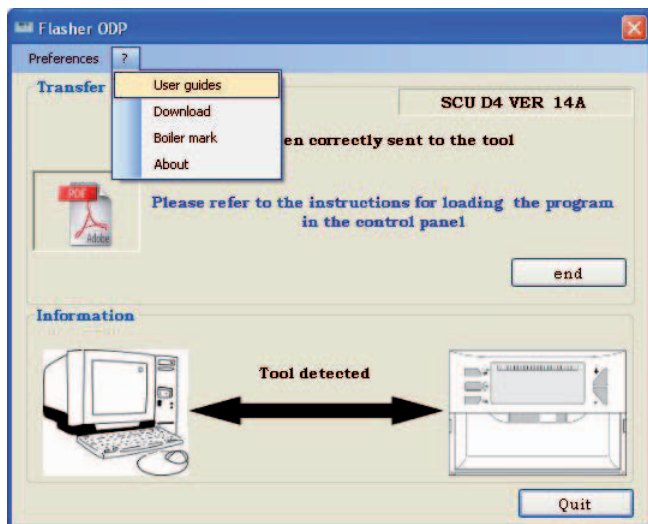 Flasher ODP
Preferences ?
Transfer
User guides
Download
Boiler mark
About
SCU D4 VER 14A
en correctly sent to the tool
PDF
Adobe
Please refer to the instructions for loading the program
in the control panel
end
Information
Tool detected
Quit